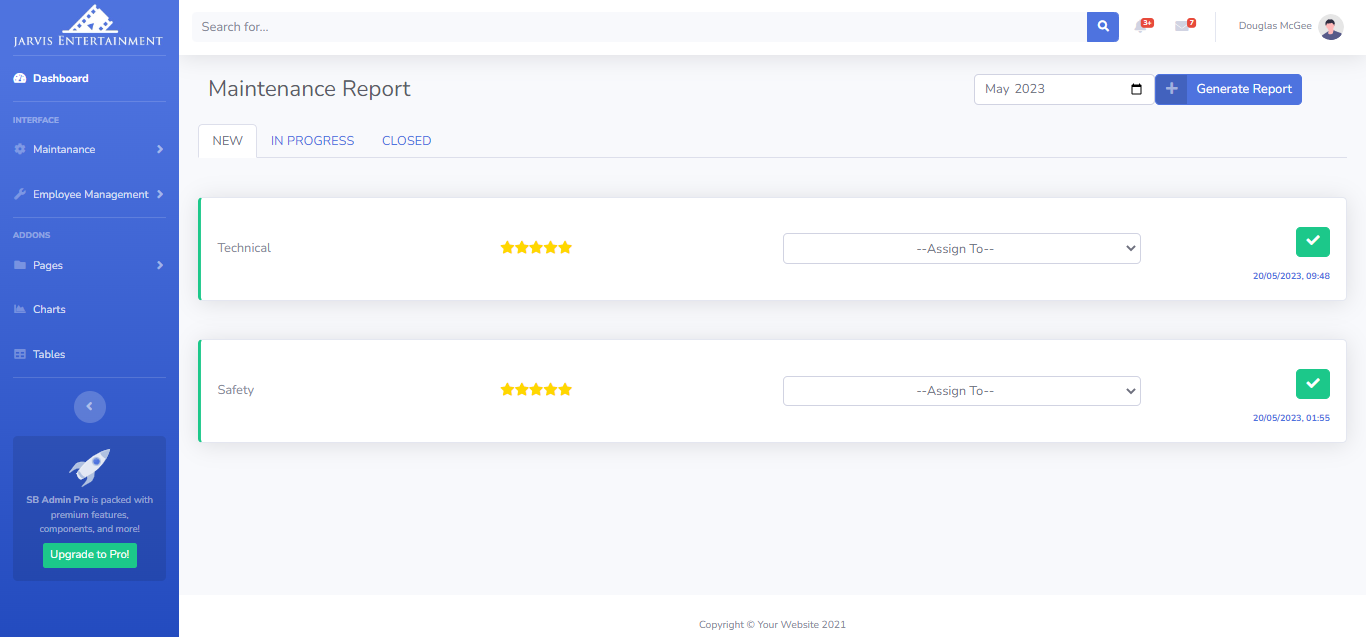 JARVIS ENTERTAINMENT
Search for...
3+
7
Douglas McGee
Dashboard
INTERFACE
Maintanance
Employee Management
ADDONS
Pages
Charts
Tables
SB Admin Pro is packed with
premium features,
components, and more!
Upgrade to Pro!
Maintenance Report
May 2023
Generate Report
NEW
IN PROGRESS
CLOSED
Technical
--Assign To--
20/05/2023, 09:48
Safety
--Assign To--
20/05/2023, 01:55
Copyright © Your Website 2021